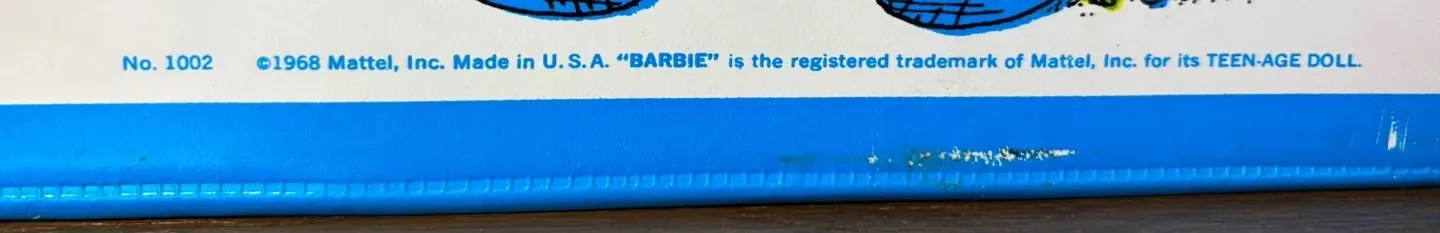 No. 1002 ©1968 Mattel, Inc. Made in U.S.A. “BARBIE” is the registered trademark of Mattel, Inc. for its TEEN-AGE DOLL.